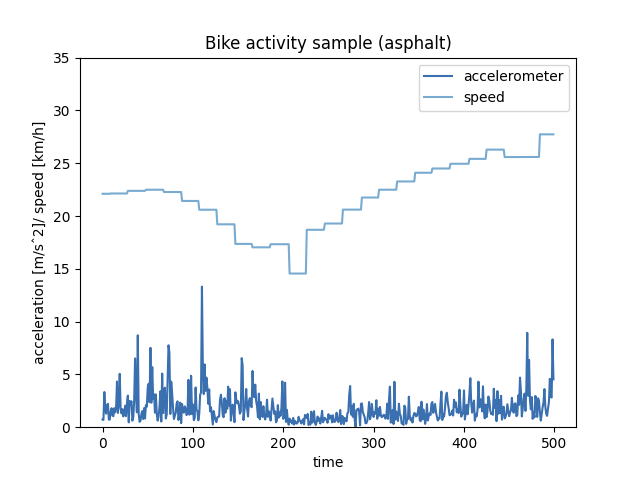 Bike activity sample (asphalt)
accelerometer
speed
acceleration [m/s^2]/ speed [km/h]
35
30
25
20
15
10
5
0
0 100 200 300 400 500
time